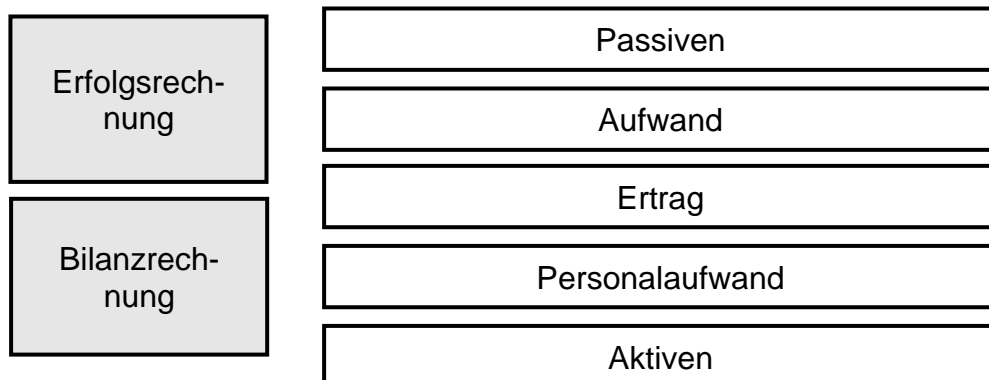 Erfolgsrech-
nung
Bilanzrech-
nung
Passiven
Aufwand
Ertrag
Personalaufwand
Aktiven